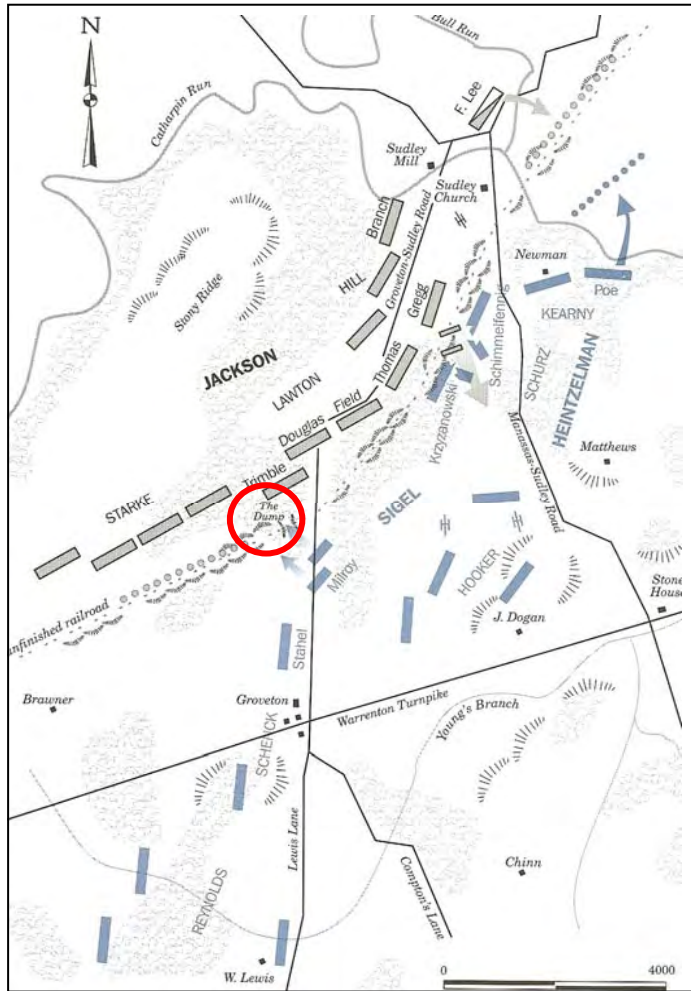 Bull Run
N
Catharpin Run
F. Lee
Sudley
Mill
Sudley
Church
Branch
Groveton-Sudley Road
HILL
Gregg
Newman
Poe
Stony Ridge
KEARNY
Schimmelfennig
JACKSON
LAWTON
Thomas
SCHURZ
HEINTZELMAN
Krzyzanowski
Field
Douglas
Manassas-Sudley Road
Matthews
Trimble
STARKE
The
Dump
SIGEL
HOOKER
Milroy
Stone
House
J. Dogan
unfinished railroad
Stahel
Brawner
Groveton
Warrenton Turnpike
Young's Branch
SCHENCK
Lewis Lane
Compton's Lane
Chinn
REYNOLDS
W. Lewis
0 4000